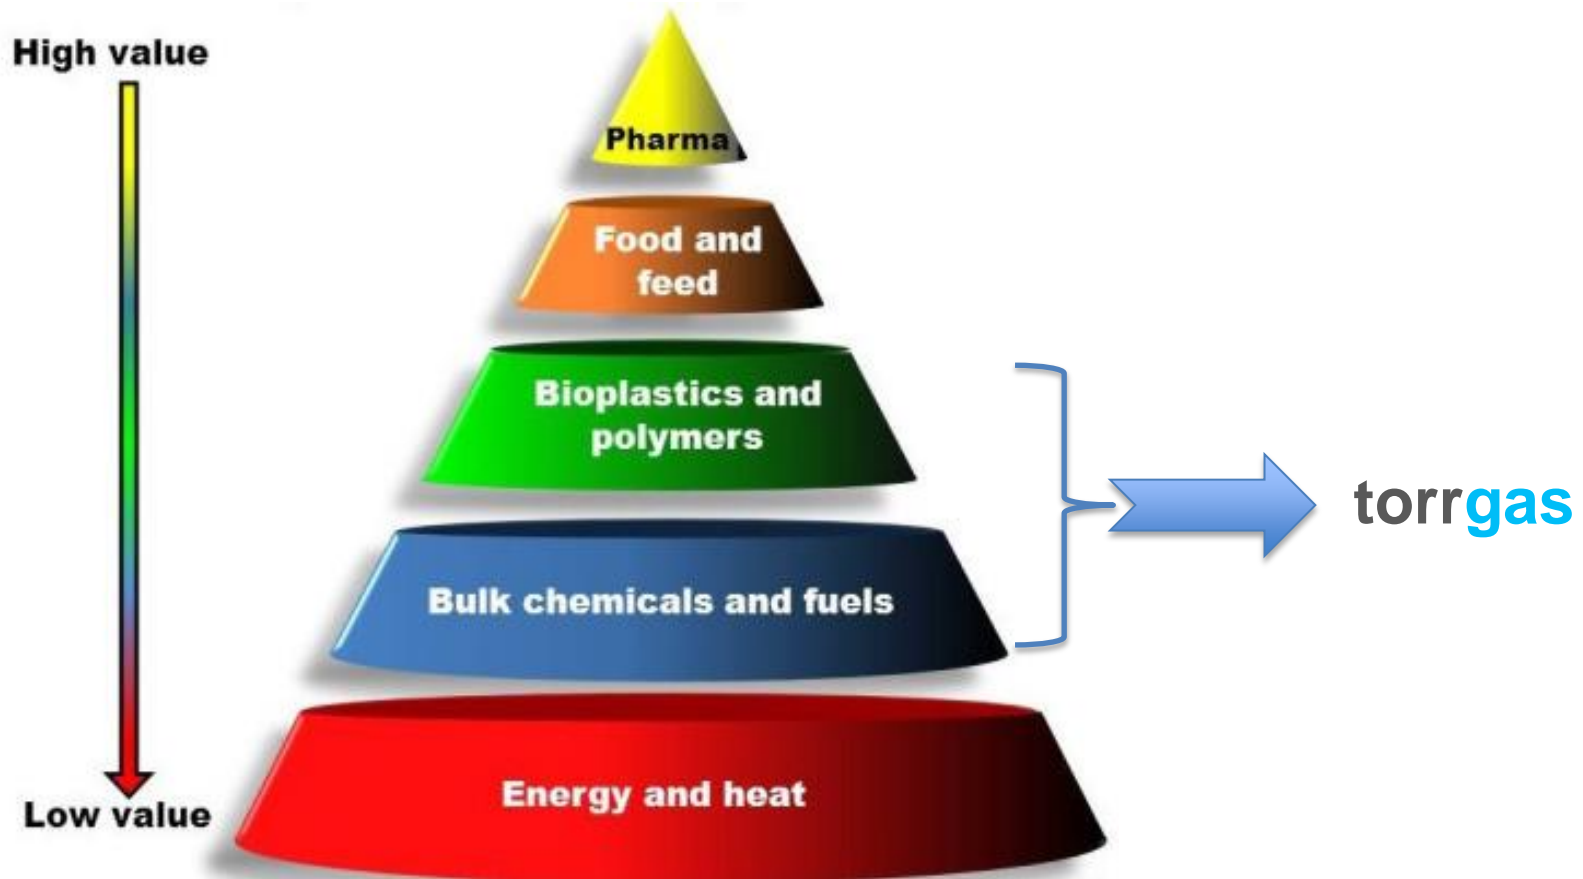 High value
Pharma
Food and
feed
Bioplastics and
polymers
torrgas
Bulk chemicals and fuels
Energy and heat
Low value